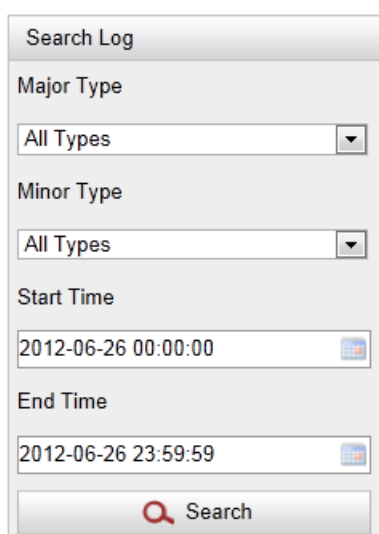 Search Log
Major Type
All Types
Minor Type
All Types
Start Time
2012-06-26 00:00:00
End Time
2012-06-26 23:59:59
Search